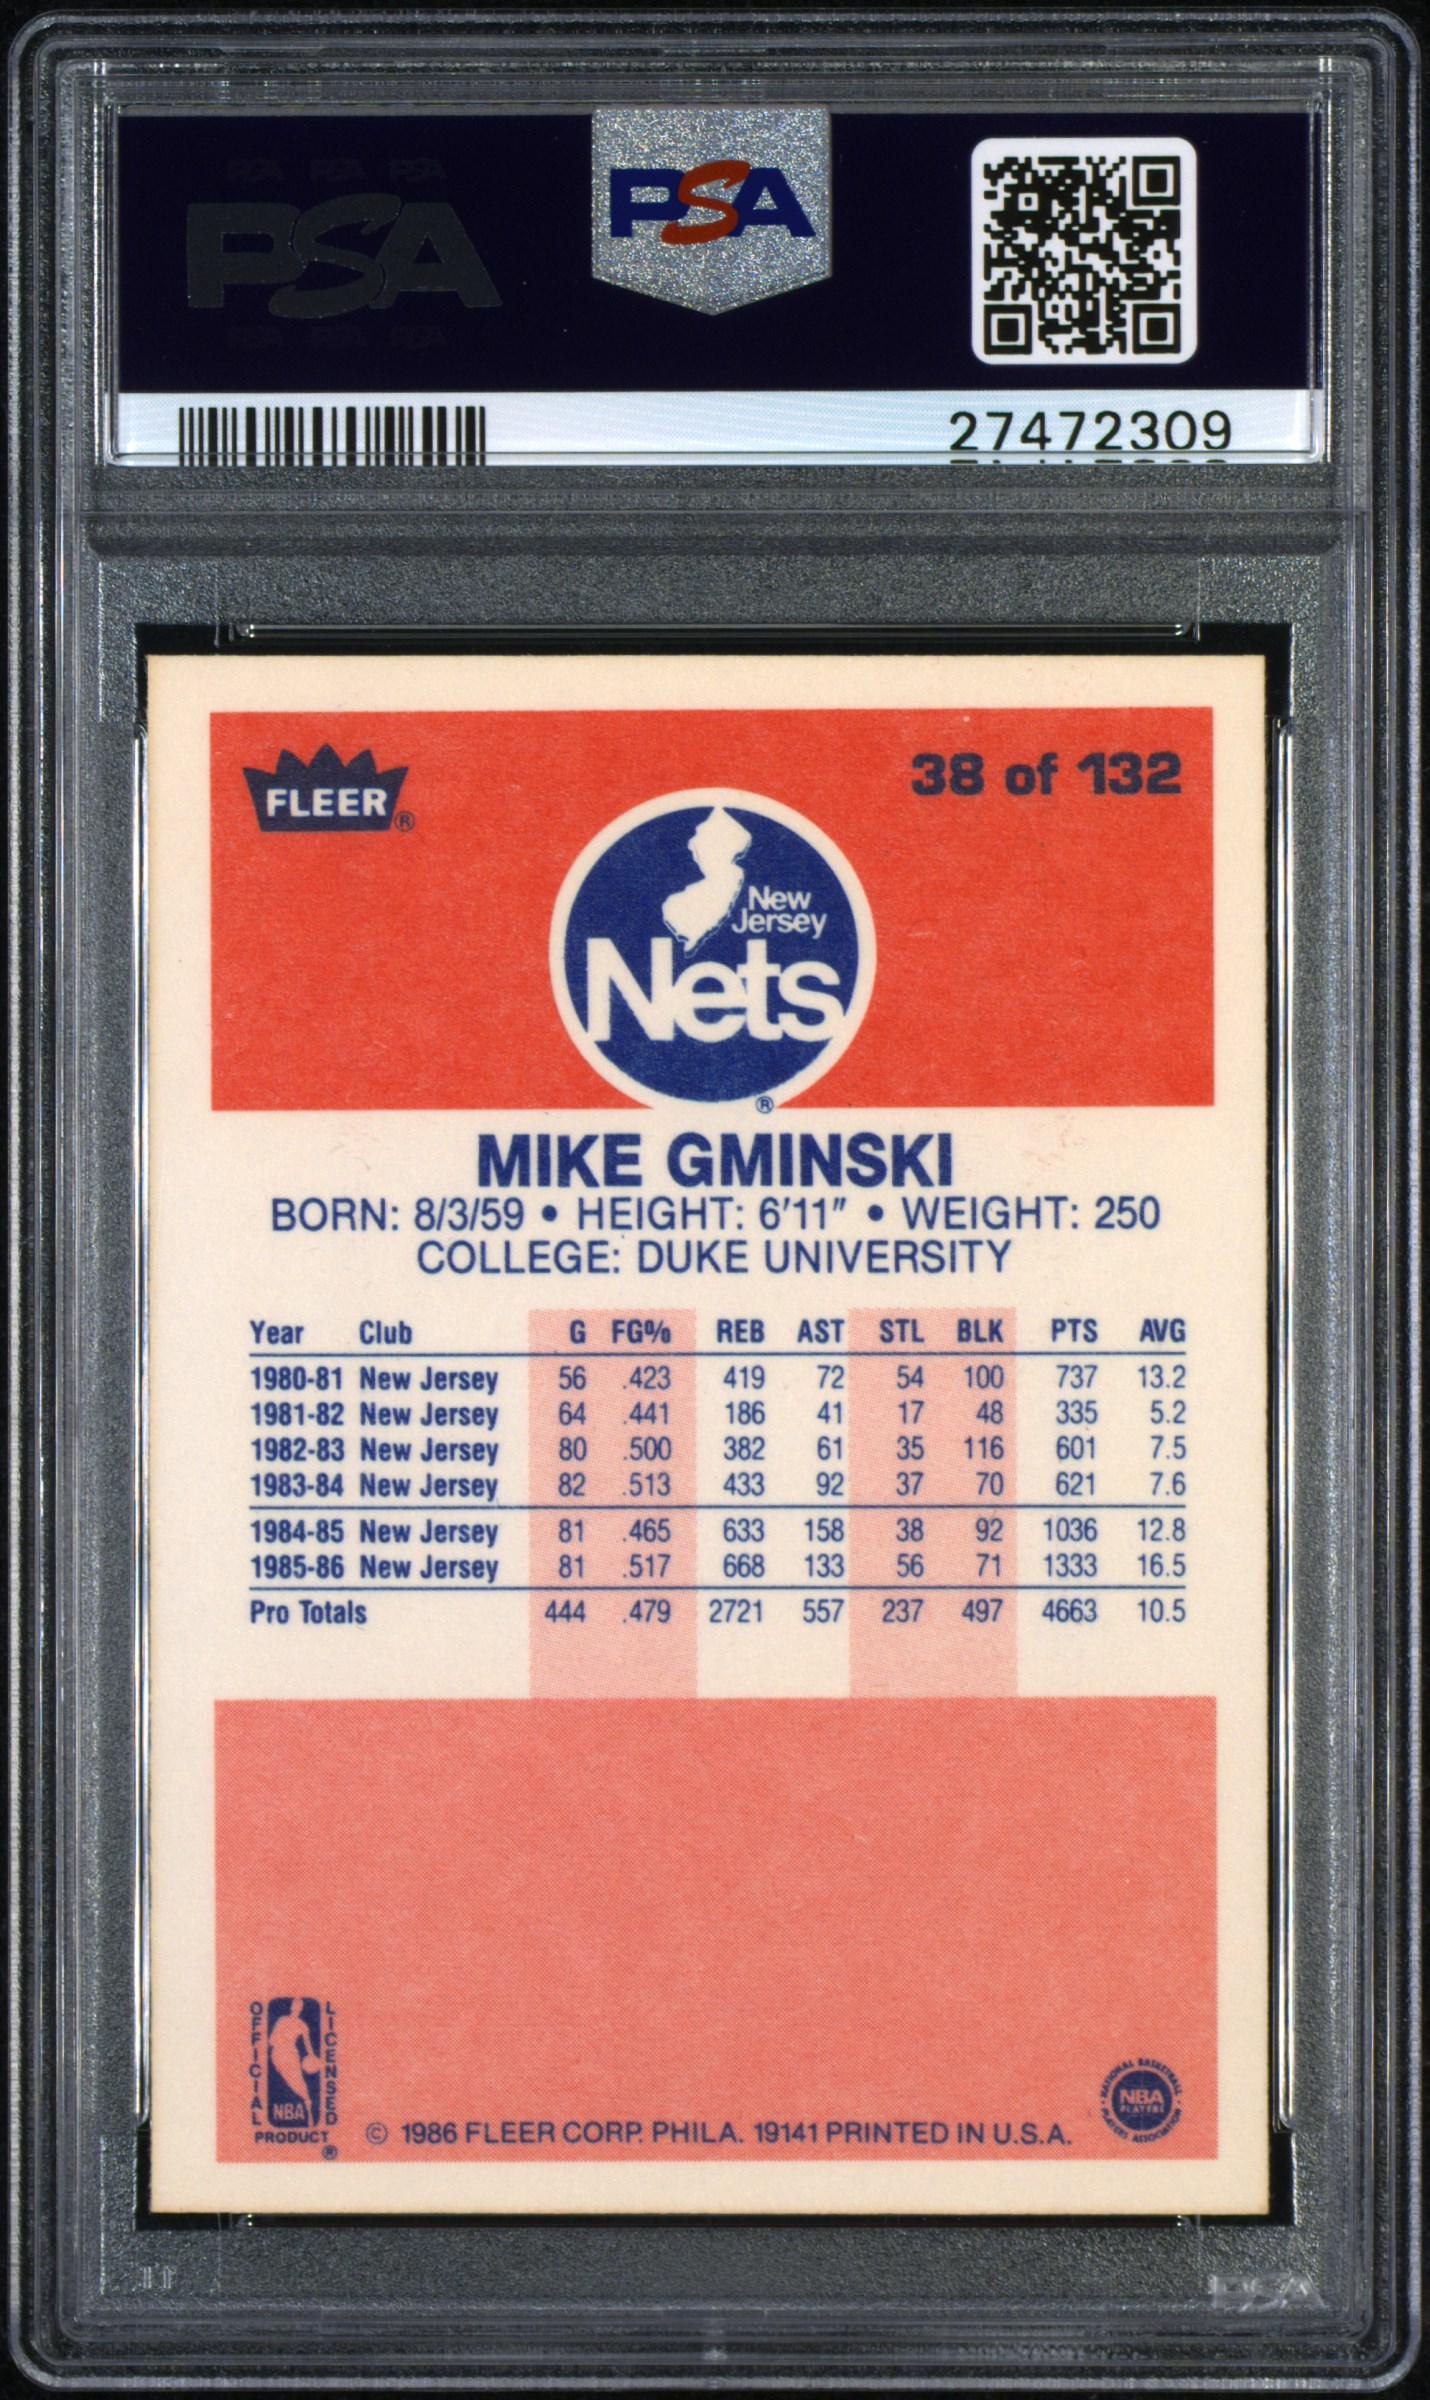 PSA
PSA
27472309
FLEER®
38 of 132
New
Jersey
Nets
®
MIKE GMINSKI
BORN: 8/3/59 • HEIGHT: 6'11" • WEIGHT: 250
COLLEGE: DUKE UNIVERSITY
Year Club G FG% REB AST STL BLK PTS AVG
1980-81 New Jersey 56 .423 419 72 54 100 737 13.2
1981-82 New Jersey 64 .441 186 41 17 48 335 5.2
1982-83 New Jersey 80 .500 382 61 35 116 601 7.5
1983-84 New Jersey 82 .513 433 92 37 70 621 7.6
1984-85 New Jersey 81 .465 633 158 38 92 1036 12.8
1985-86 New Jersey 81 .517 668 133 56 71 1333 16.5
Pro Totals 444 .479 2721 557 237 497 4663 10.5
OFFICIAL
LICENSED
NBA
PRODUCT
®
© 1986 FLEER CORP. PHILA. 19141 PRINTED IN U.S.A.
NATIONAL BASKETBALL
NBA
PLAYERS
PLAYERS ASSOCIATION
PSA